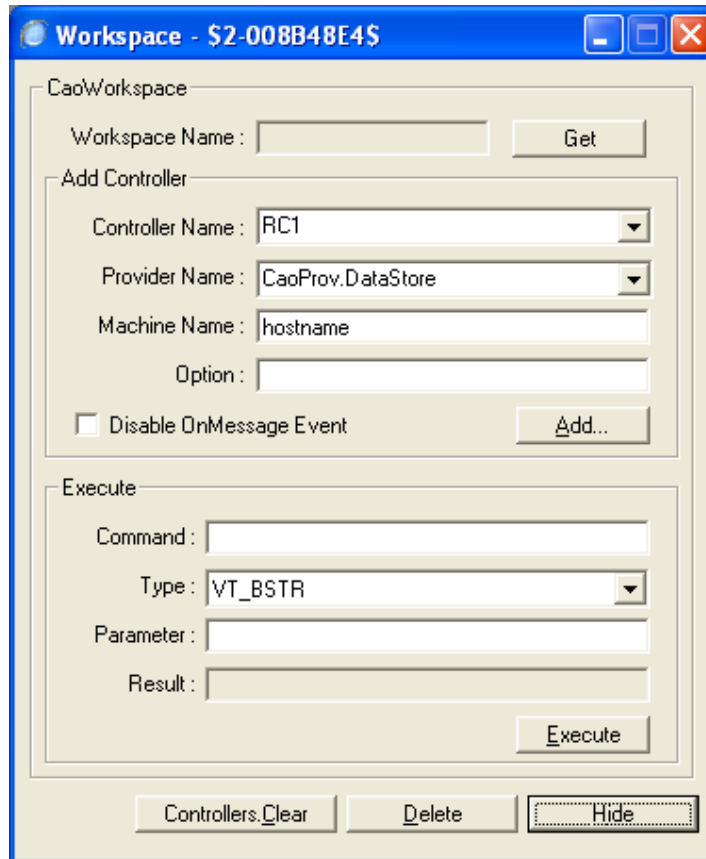 Workspace - $2-008B48E4$
CaoWorkspace
Workspace Name : Get
Add Controller
Controller Name : RC1
Provider Name : CaoProv.DataStore
Machine Name : hostname
Option :
Disable OnMessage Event Add...
Execute
Command :
Type : VT_BSTR
Parameter :
Result :
Execute
Controllers.Clear Delete Hide